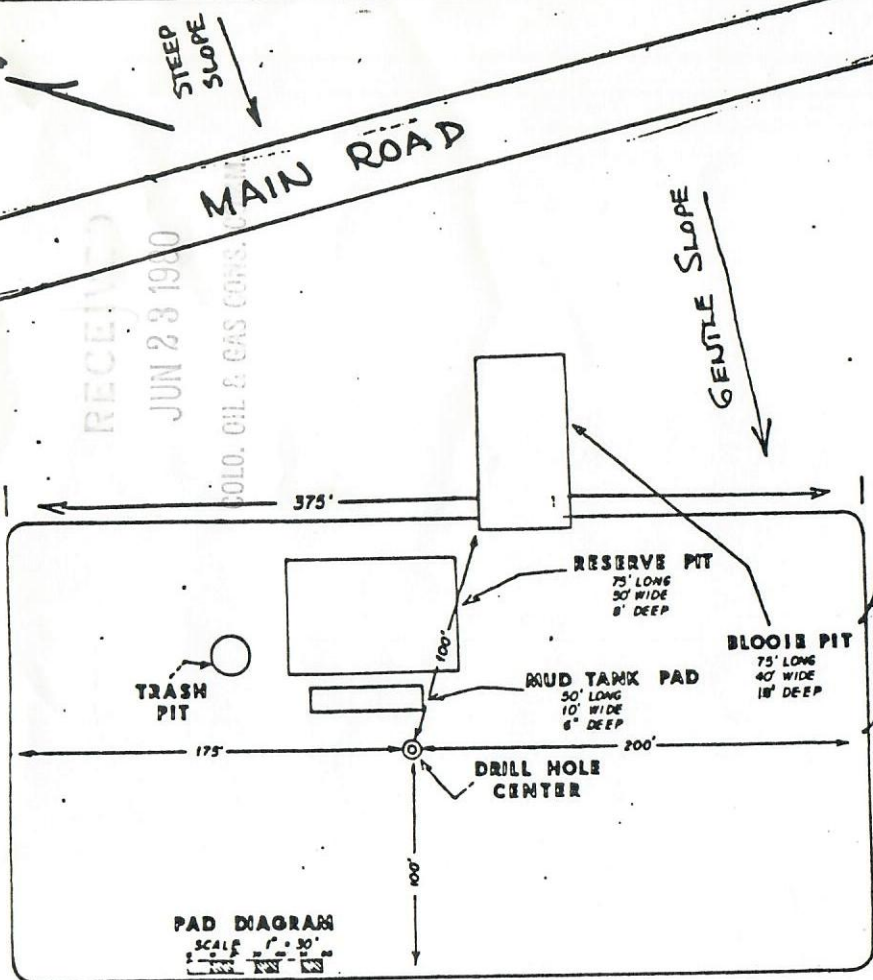 STEEP
SLOPE
MAIN ROAD
RECEIVED
JUN 23 1980
COLO. OIL & GAS CONS.
GENTLE SLOPE
375'
RESERVE PIT
75' LONG
50' WIDE
8' DEEP
100'
BLOOIE PIT
75' LONG
40' WIDE
18' DEEP
TRASH
PIT
MUD TANK PAD
50' LONG
10' WIDE
6" DEEP
175'
200'
DRILL HOLE
CENTER
100'
PAD DIAGRAM
SCALE 1" = 50'